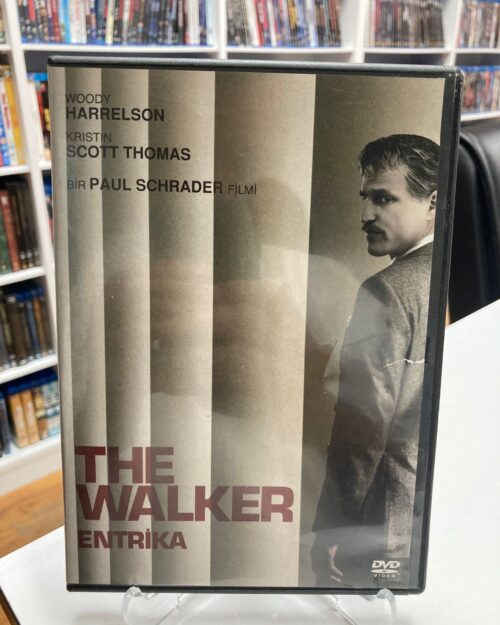 WOODY
HARRELSON
KRISTIN
SCOTT THOMAS
BİR PAUL SCHRADER FİLMİ
THE
WALKER
ENTRİKA
DVD
VIDEO